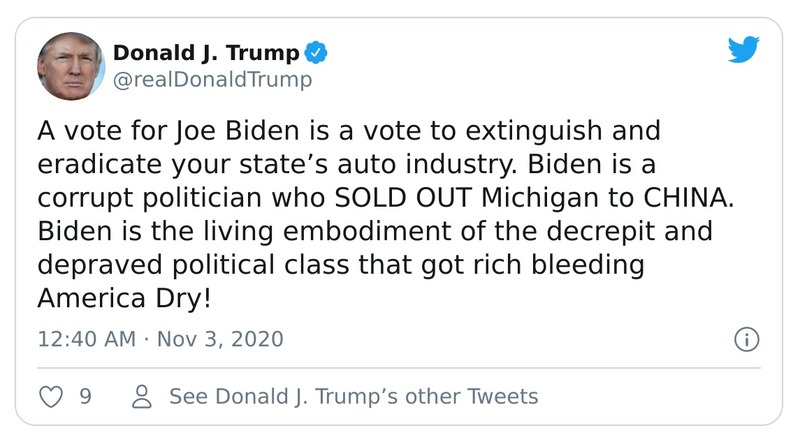 Donald J. Trump
@realDonaldTrump
A vote for Joe Biden is a vote to extinguish and
eradicate your state’s auto industry. Biden is a
corrupt politician who SOLD OUT Michigan to CHINA.
Biden is the living embodiment of the decrepit and
depraved political class that got rich bleeding
America Dry!
12:40 AM · Nov 3, 2020
9 See Donald J. Trump’s other Tweets